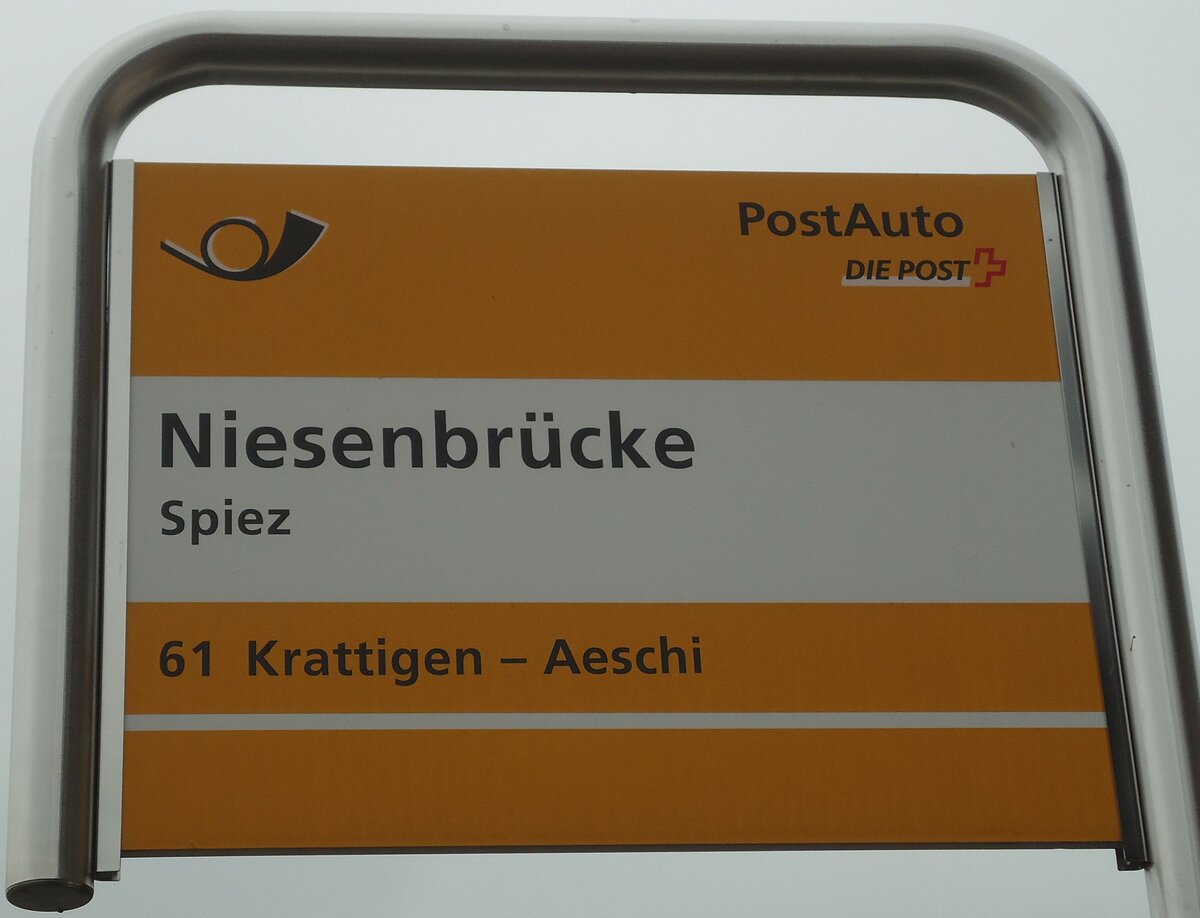 PostAuto
DIE POST
Niesenbrücke
Spiez
61 Krattigen – Aeschi